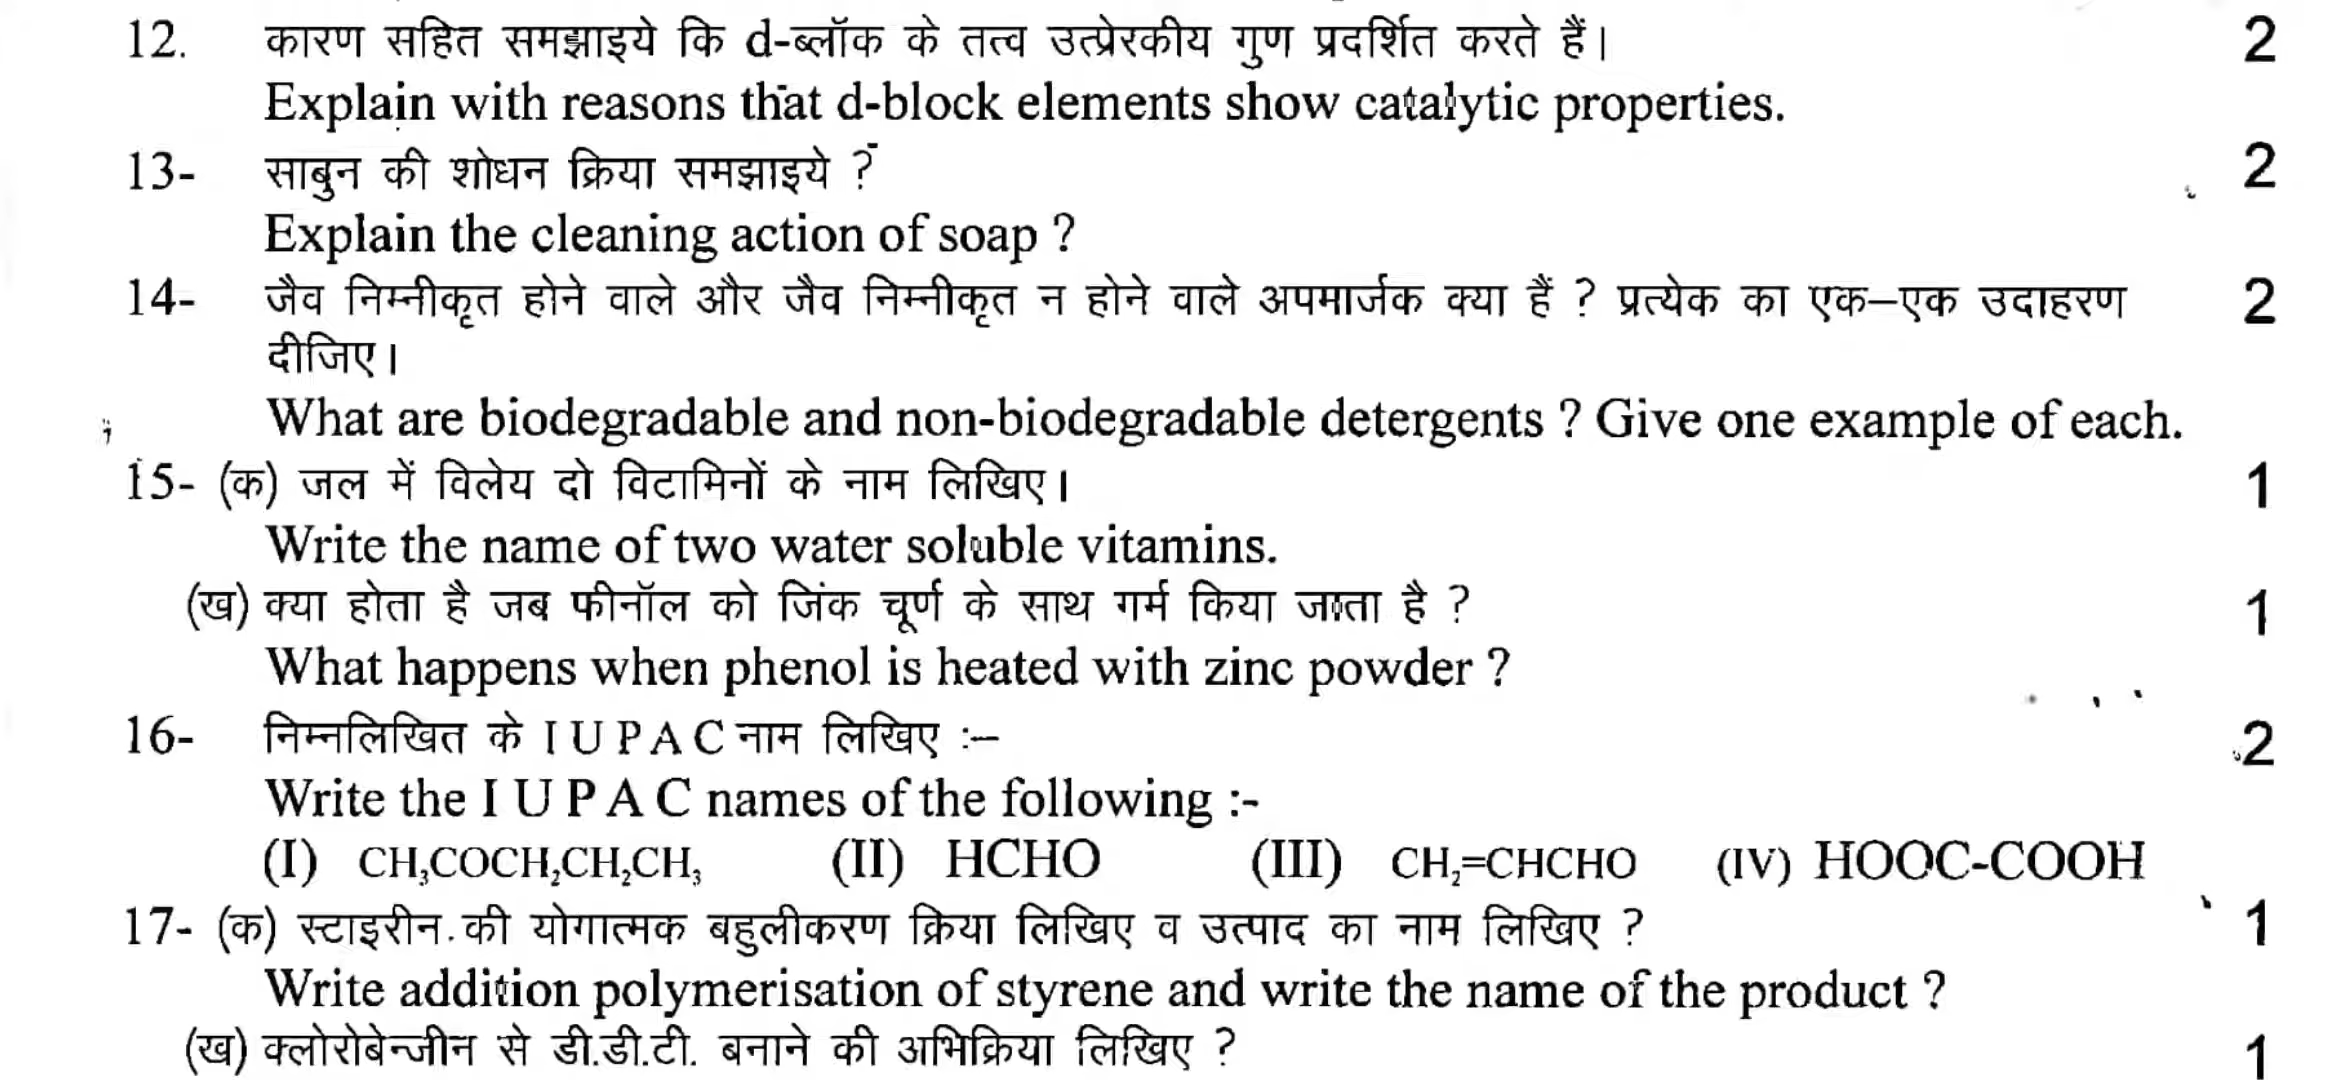 12. कारण सहित समझाइये कि d-ब्लॉक के तत्व उत्प्रेरकीय गुण प्रदर्शित करते हैं। 2
Explain with reasons that d-block elements show catalytic properties.
13- साबुन की शोधन क्रिया समझाइये ? 2
Explain the cleaning action of soap ?
14- जैव निम्नीकृत होने वाले और जैव निम्नीकृत न होने वाले अपमार्जक क्या हैं ? प्रत्येक का एक–एक उदाहरण 2
दीजिए।
What are biodegradable and non-biodegradable detergents ? Give one example of each.
15- (क) जल में विलेय दो विटामिनों के नाम लिखिए। 1
Write the name of two water soluble vitamins.
(ख) क्या होता है जब फीनॉल को जिंक चूर्ण के साथ गर्म किया जाता है ? 1
What happens when phenol is heated with zinc powder ?
16- निम्नलिखित के I U P A C नाम लिखिए :– 2
Write the I U P A C names of the following :-
(I) CH₃COCH₂CH₂CH₃ (II) HCHO (III) CH₂=CHCHO (IV) HOOC-COOH
17- (क) स्टाइरीन की योगात्मक बहुलीकरण क्रिया लिखिए व उत्पाद का नाम लिखिए ? 1
Write addition polymerisation of styrene and write the name of the product ?
(ख) क्लोरोबेन्जीन से डी.डी.टी. बनाने की अभिक्रिया लिखिए ? 1